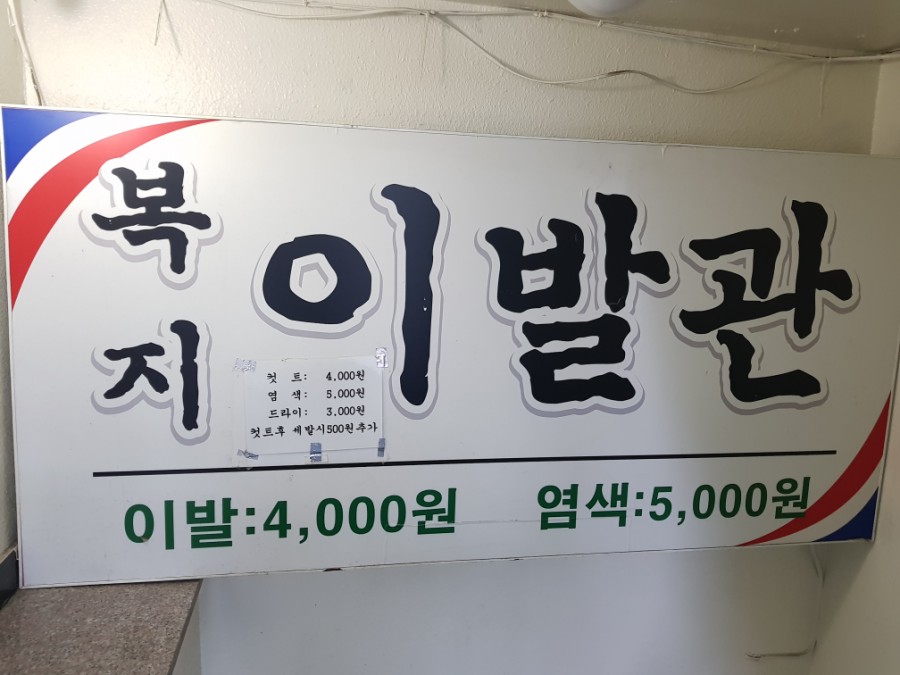 복지 이발관
컷 트: 4.000원
염 색: 5.000원
드라이: 3.000원
컷트후 세발시500원추가
이발:4,000원 염색:5,000원